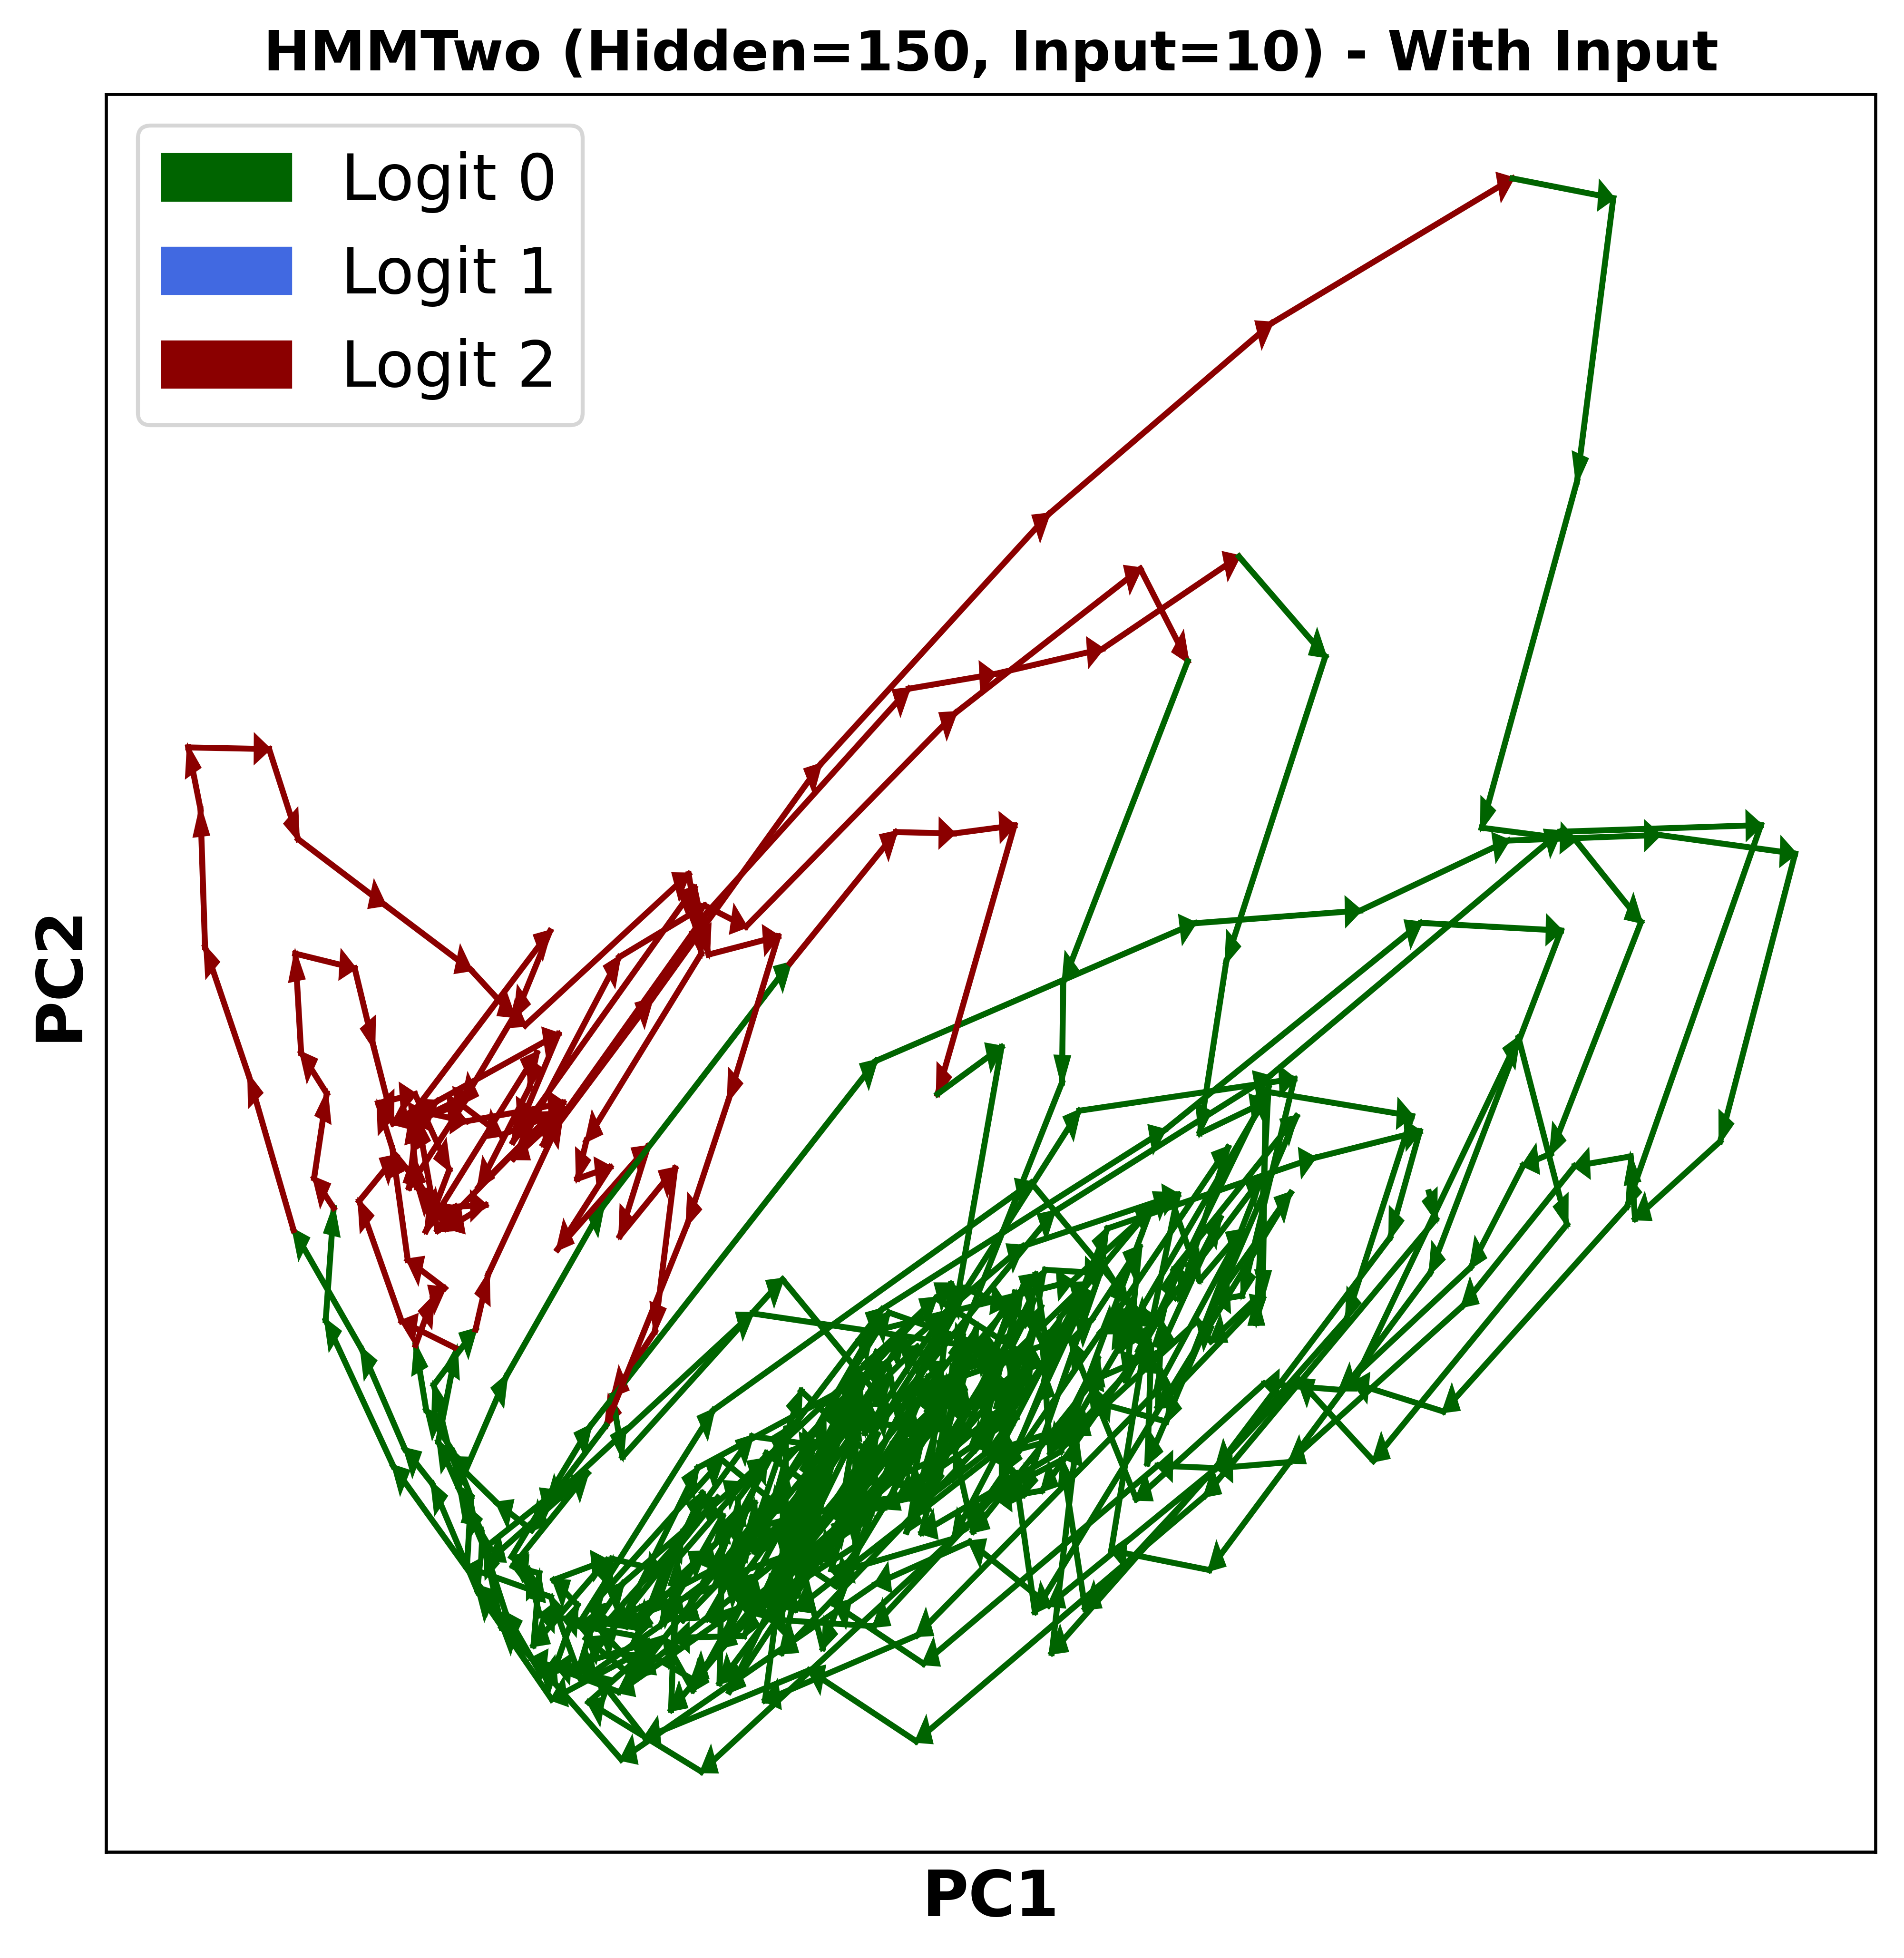 HMMTwo (Hidden=150, Input=10) - With Input
Logit 0
Logit 1
Logit 2
PC2
PC1